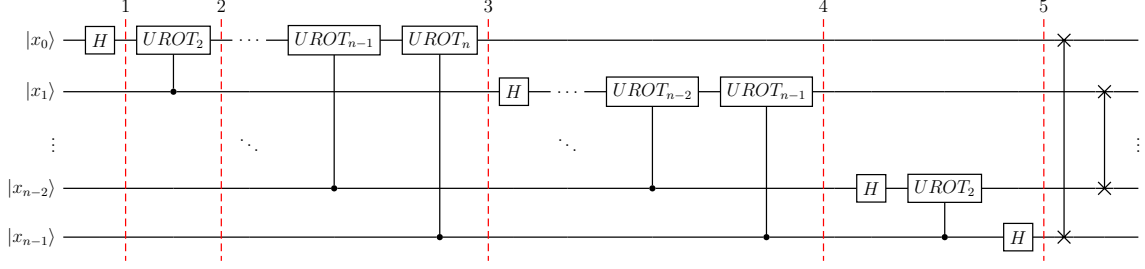 1 2 3 4 5
|x₀⟩ H UROT₂ ··· UROTₙ₋₁ UROTₙ
|x₁⟩ H ··· UROTₙ₋₂ UROTₙ₋₁
⋮ ⋱ ⋱ ⋮
|xₙ₋₂⟩ H UROT₂
|xₙ₋₁⟩ H